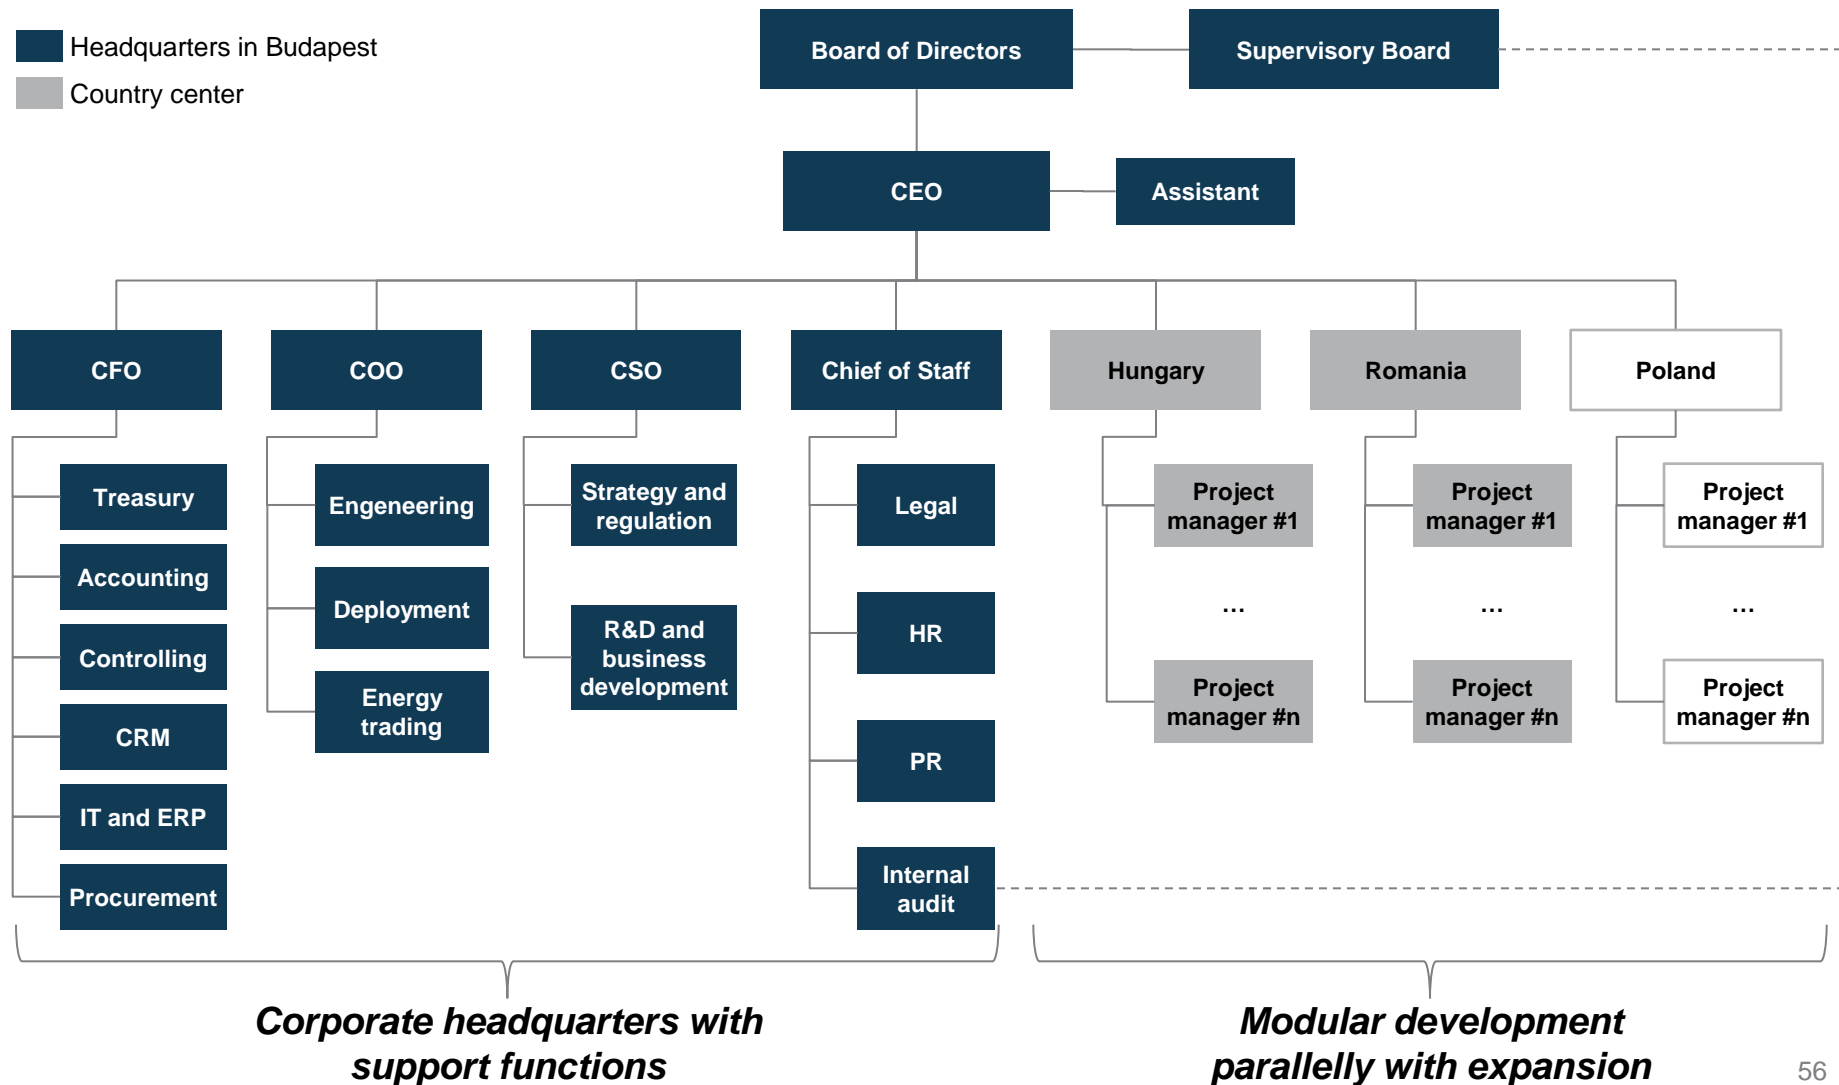 Headquarters in Budapest
Country center
Board of Directors
Supervisory Board
CEO
Assistant
CFO
COO
CSO
Chief of Staff
Hungary
Romania
Poland
Treasury
Accounting
Controlling
CRM
IT and ERP
Procurement
Engeneering
Deployment
Energy
trading
Strategy and
regulation
R&D and
business
development
Legal
HR
PR
Internal
audit
Project
manager #1
...
Project
manager #n
Project
manager #1
...
Project
manager #n
Project
manager #1
...
Project
manager #n
Corporate headquarters with
support functions
Modular development
parallelly with expansion
56